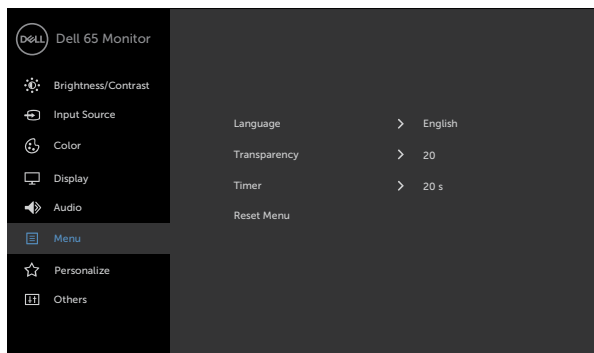 DELL Dell 65 Monitor
Brightness/Contrast
Input Source
Color
Display
Audio
Menu
Personalize
Others
Language > English
Transparency > 20
Timer > 20 s
Reset Menu